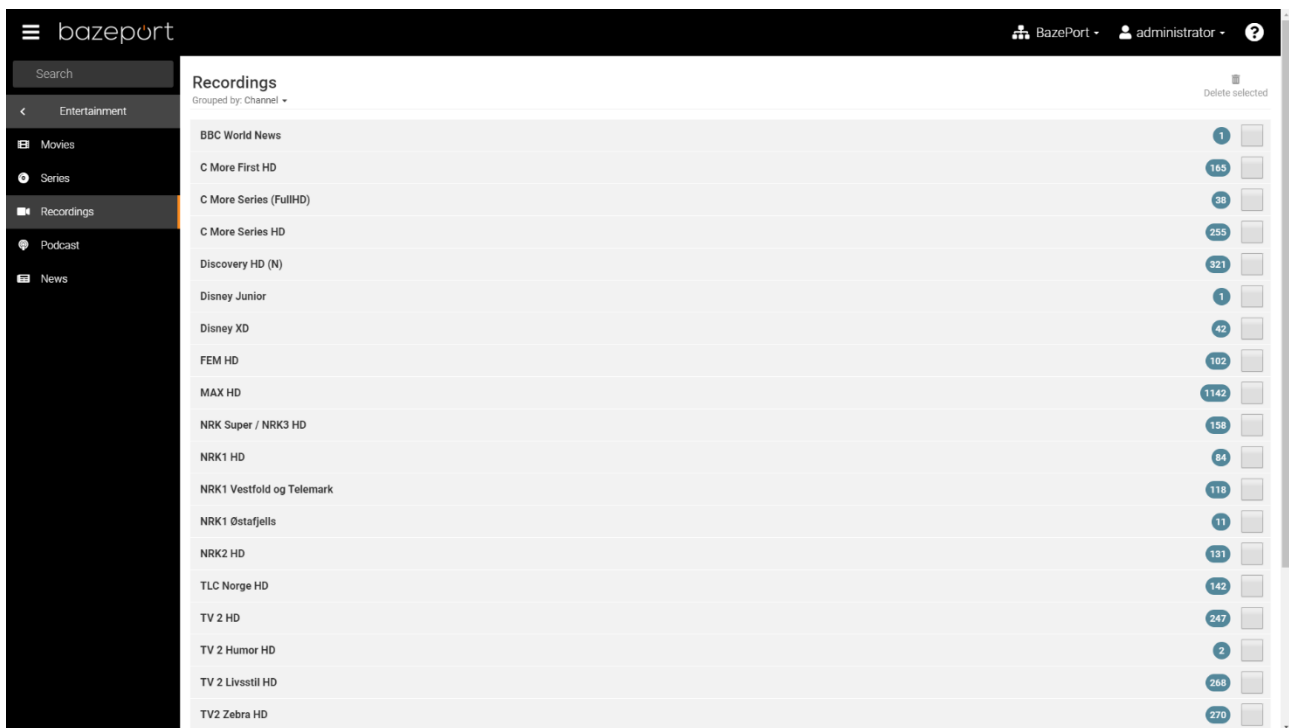 bazeport
BazePort
administrator
?
Search
Entertainment
Movies
Series
Recordings
Podcast
News
Recordings
Grouped by: Channel
Delete selected
BBC World News 1
C More First HD 165
C More Series (FullHD) 38
C More Series HD 255
Discovery HD (N) 321
Disney Junior 1
Disney XD 42
FEM HD 102
MAX HD 1142
NRK Super / NRK3 HD 158
NRK1 HD 84
NRK1 Vestfold og Telemark 118
NRK1 Østafjells 11
NRK2 HD 131
TLC Norge HD 142
TV 2 HD 247
TV 2 Humor HD 2
TV 2 Livsstil HD 268
TV2 Zebra HD 270